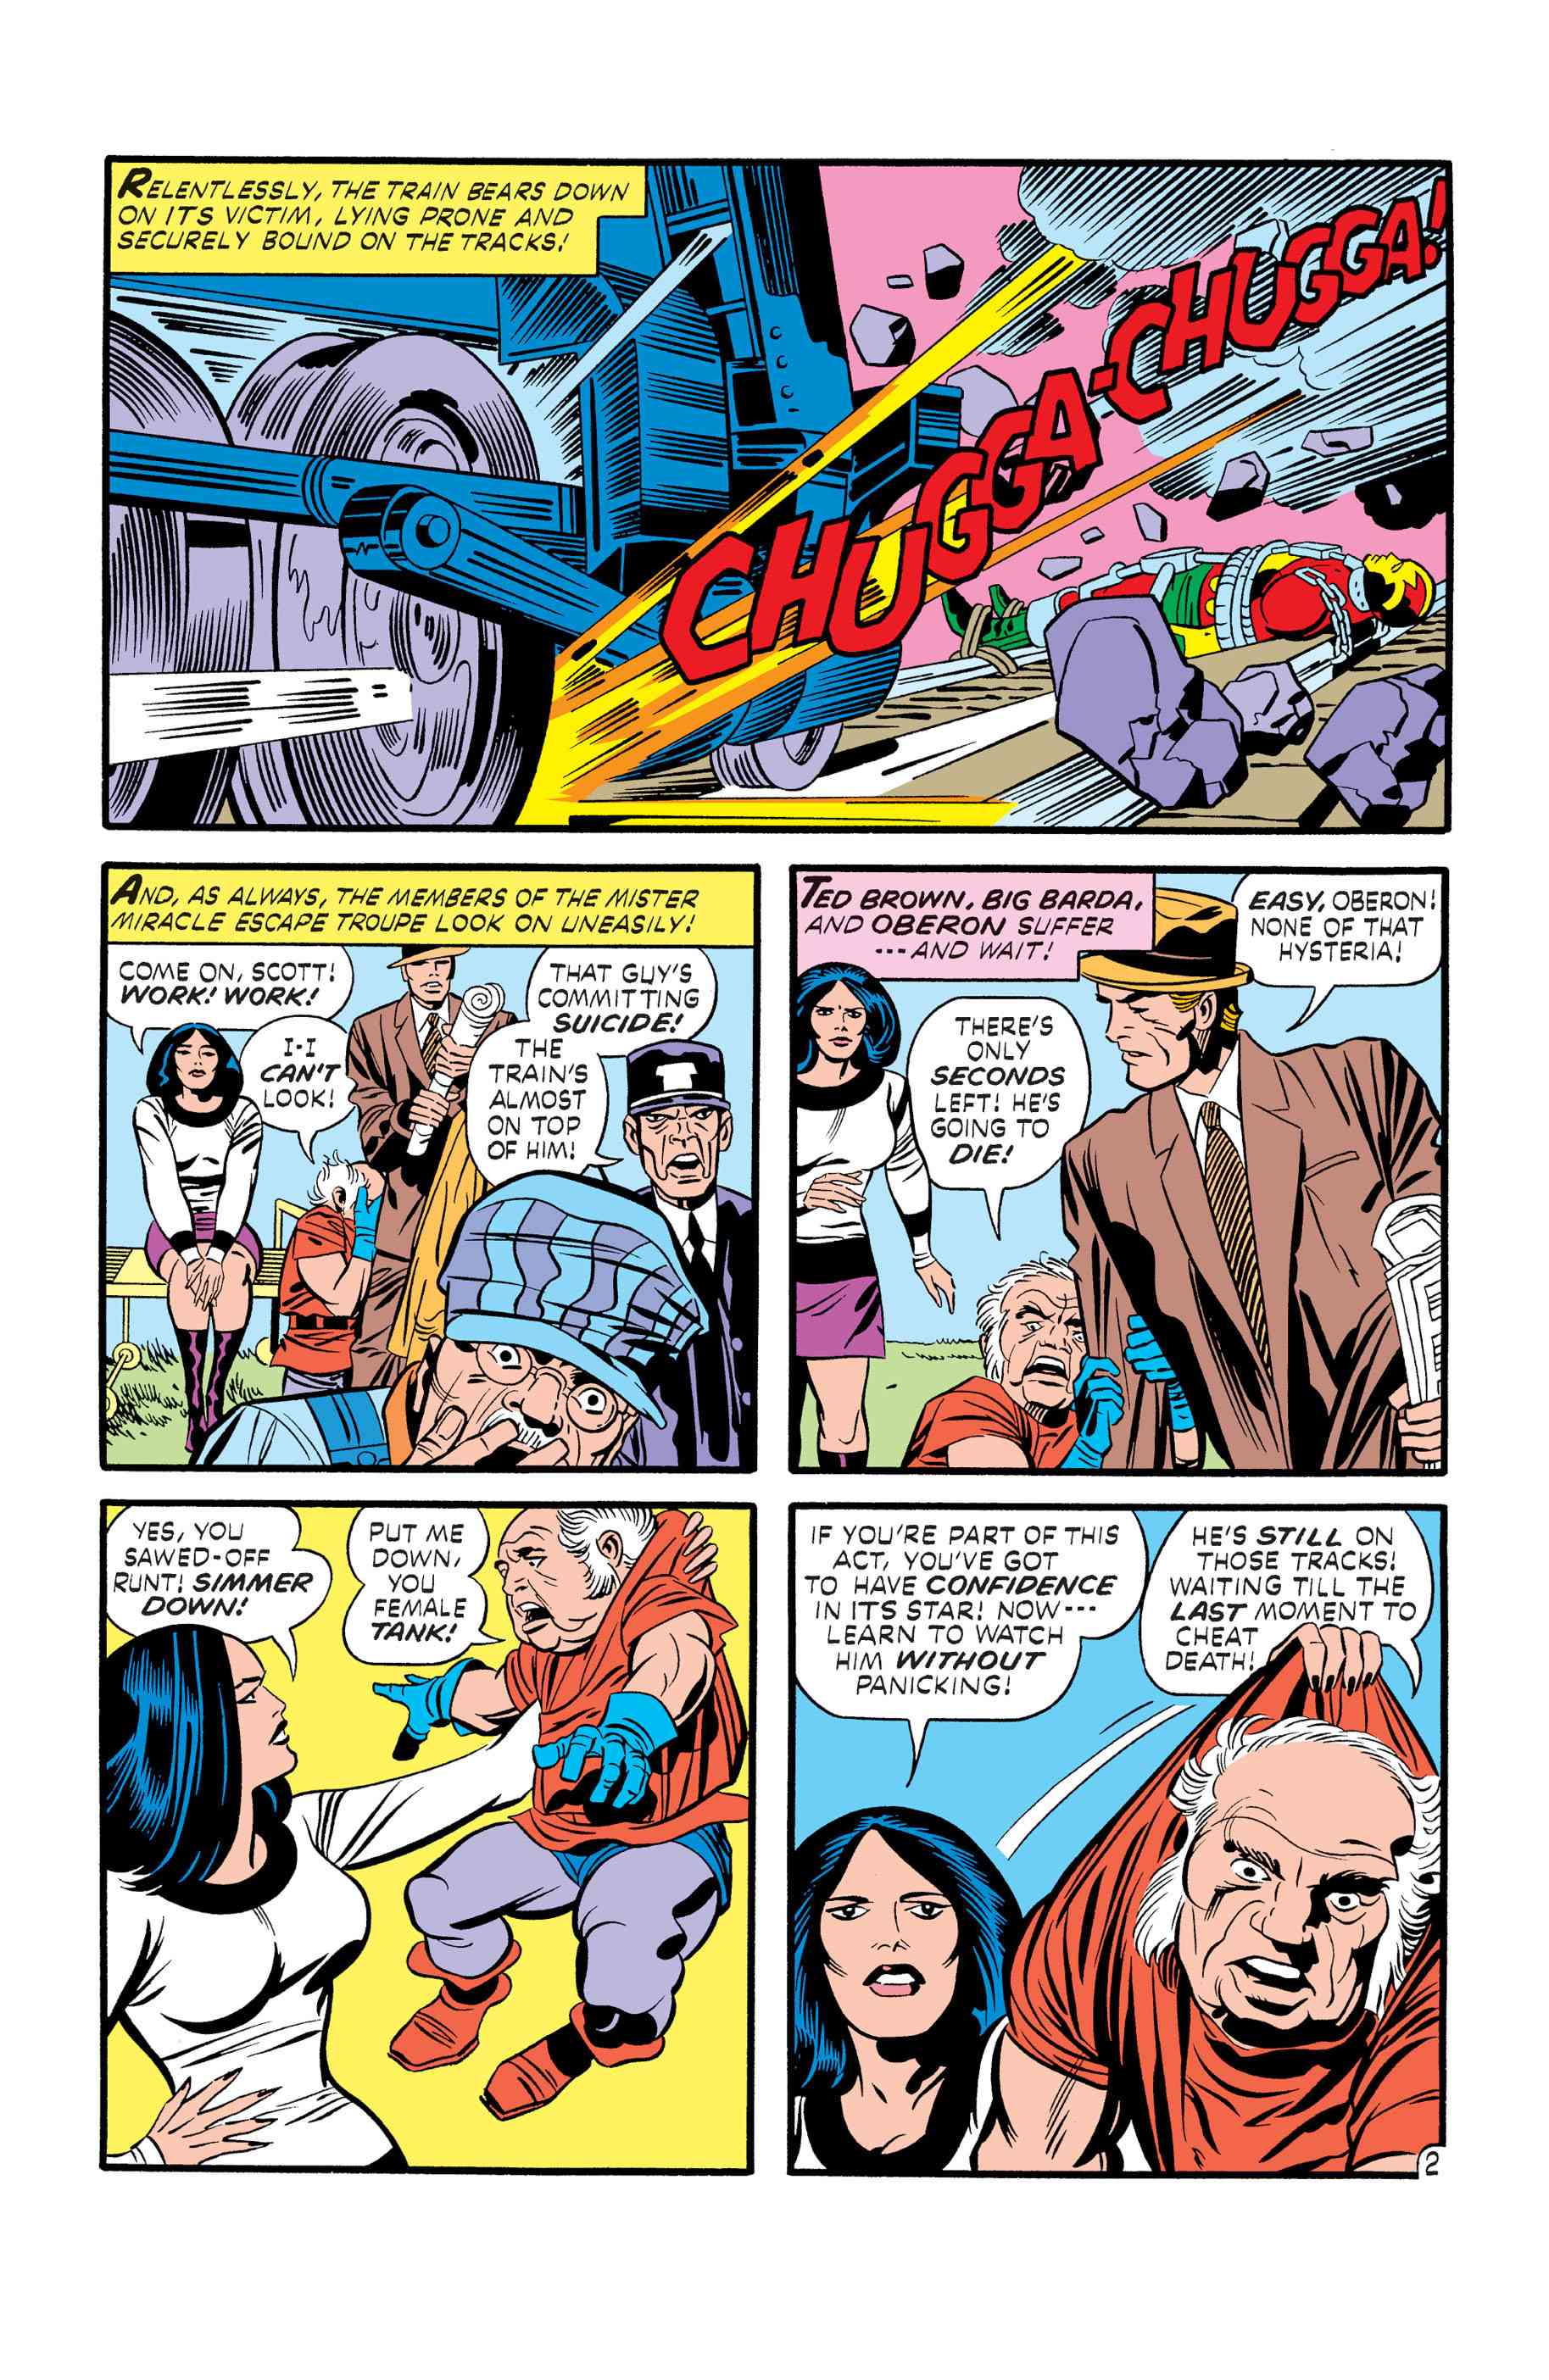 RELENTLESSLY, THE TRAIN BEARS DOWN
ON ITS VICTIM, LYING PRONE AND
SECURELY BOUND ON THE TRACKS!
CHUGGA-CHUGGA!
AND, AS ALWAYS, THE MEMBERS OF THE MISTER
MIRACLE ESCAPE TROUPE LOOK ON UNEASILY!
COME ON, SCOTT!
WORK! WORK!
I-I
CAN'T
LOOK!
THAT GUY'S
COMMITTING
SUICIDE!
THE
TRAIN'S
ALMOST
ON TOP
OF HIM!
TED BROWN, BIG BARDA,
AND OBERON SUFFER
---AND WAIT!
THERE'S
ONLY
SECONDS
LEFT! HE'S
GOING TO
DIE!
EASY, OBERON!
NONE OF THAT
HYSTERIA!
YES, YOU
SAWED-OFF
RUNT! SIMMER
DOWN!
PUT ME
DOWN,
YOU
FEMALE
TANK!
IF YOU'RE PART OF THIS
ACT, YOU'VE GOT
TO HAVE CONFIDENCE
IN ITS STAR! NOW---
LEARN TO WATCH
HIM WITHOUT
PANICKING!
HE'S STILL ON
THOSE TRACKS!
WAITING TILL THE
LAST MOMENT TO
CHEAT
DEATH!
2